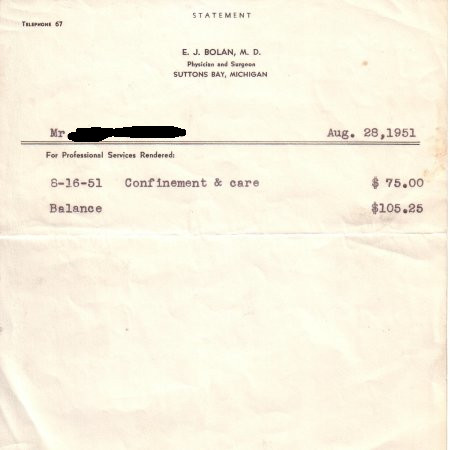 STATEMENT
TELEPHONE 67
E. J. BOLAN, M. D.
Physician and Surgeon
SUTTONS BAY, MICHIGAN
Mr Aug. 28,1951
For Professional Services Rendered:
8-16-51 Confinement & care $ 75.00
Balance $105.25